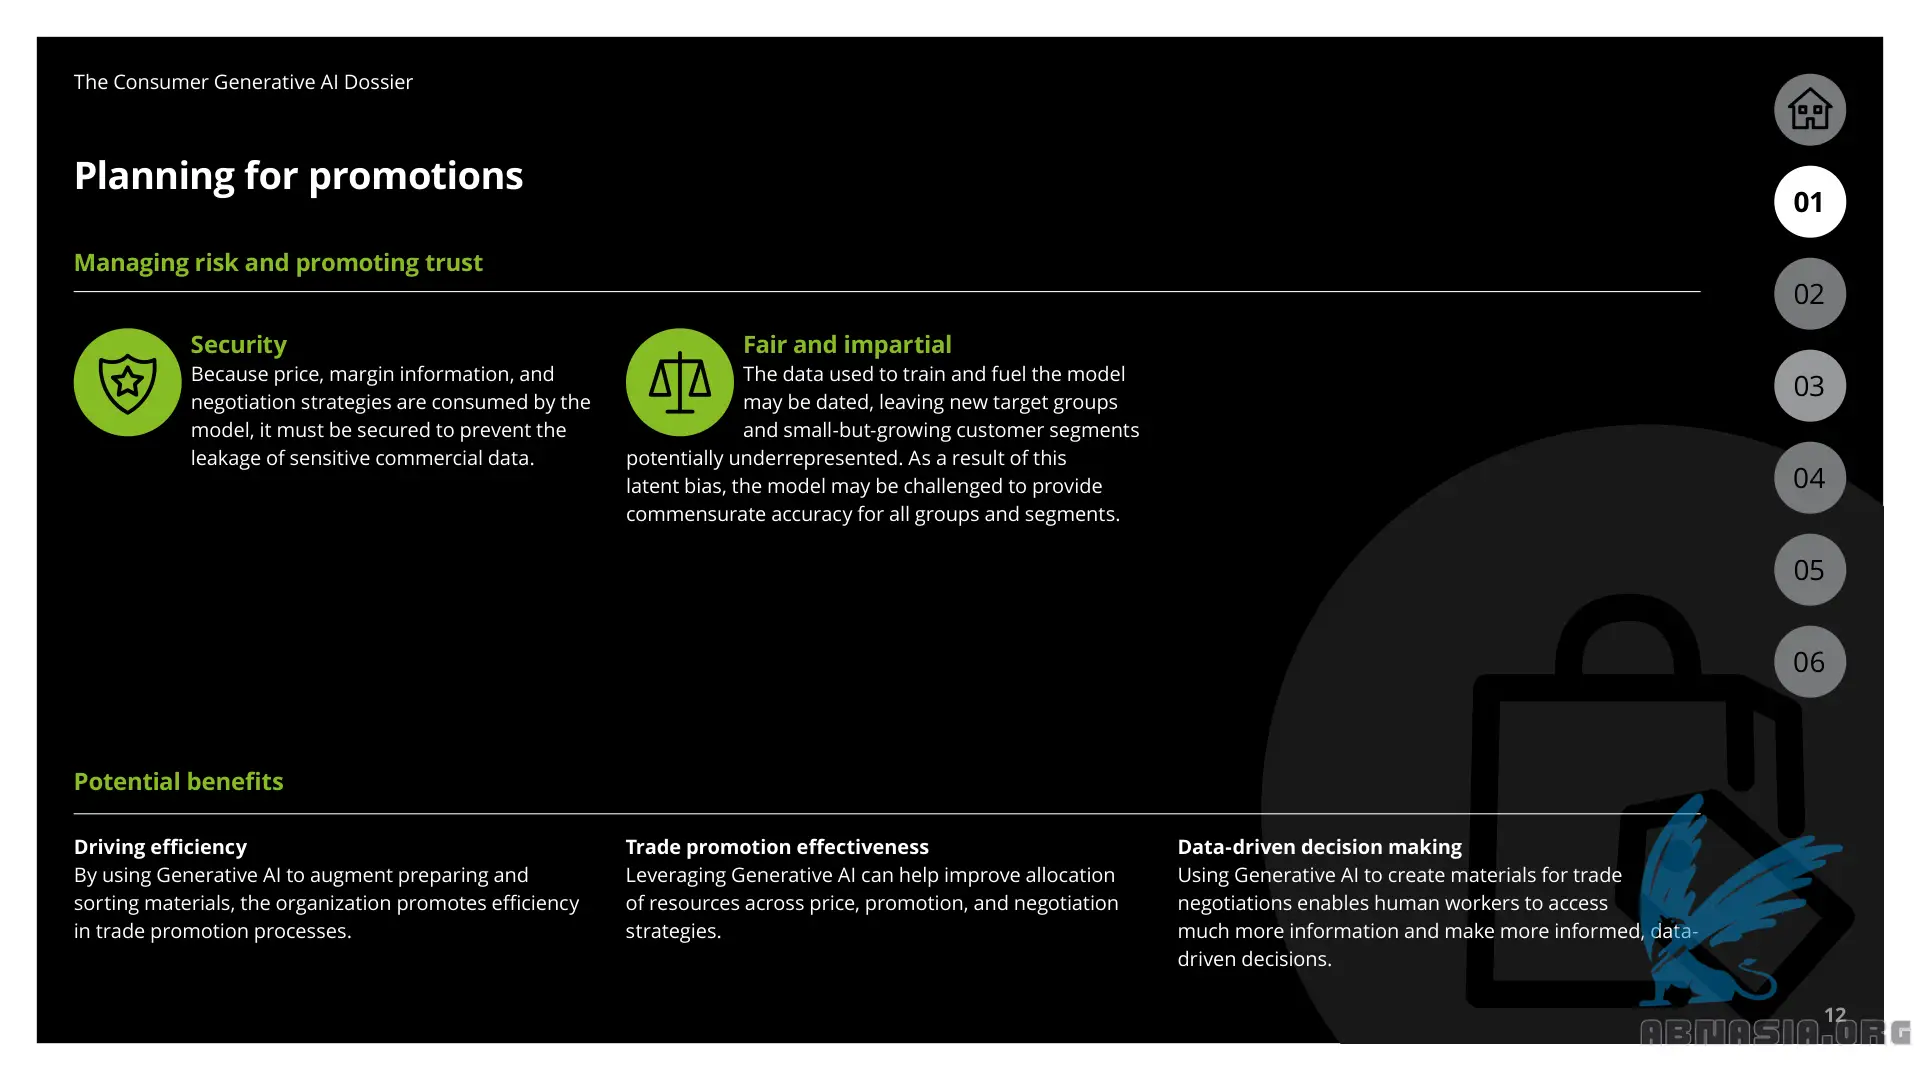 The Consumer Generative AI Dossier
Planning for promotions
Managing risk and promoting trust
Security
Because price, margin information, and
negotiation strategies are consumed by the
model, it must be secured to prevent the
leakage of sensitive commercial data.
Fair and impartial
The data used to train and fuel the model
may be dated, leaving new target groups
and small-but-growing customer segments
potentially underrepresented. As a result of this
latent bias, the model may be challenged to provide
commensurate accuracy for all groups and segments.
Potential benefits
Driving efficiency
By using Generative AI to augment preparing and
sorting materials, the organization promotes efficiency
in trade promotion processes.
Trade promotion effectiveness
Leveraging Generative AI can help improve allocation
of resources across price, promotion, and negotiation
strategies.
Data-driven decision making
Using Generative AI to create materials for trade
negotiations enables human workers to access
much more information and make more informed, data-
driven decisions.
01
02
03
04
05
06
12
ABNASIA.ORG